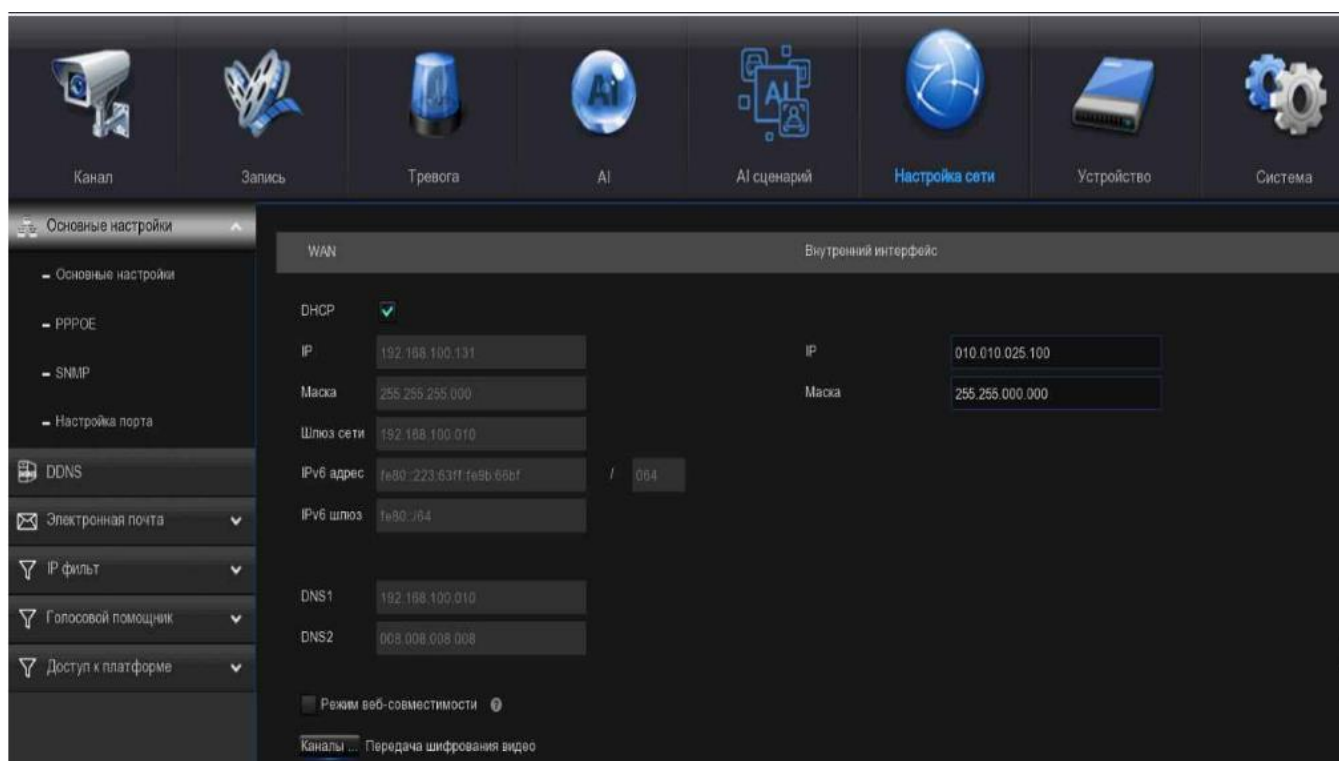 Канал Запись Тревога AI AI сценарий Настройка сети Устройство Система
Основные настройки
Основные настройки
PPPOE
SNMP
Настройка порта
DDNS
Электронная почта
IP фильт
Голосовой помощник
Доступ к платформе
WAN Внутренний интерфейс
DHCP
IP 192.168.100.131 IP 010.010.025.100
Маска 255.255.255.000 Маска 255.255.000.000
Шлюз сети 192.168.100.010
IPv6 адрес fe80::223:63ff:fe9b:66bf / 064
IPv6 шлюз fe80::/64
DNS1 192.168.100.010
DNS2 008.008.008.008
Режим веб-совместимости
Каналы ... Передача шифрования видео